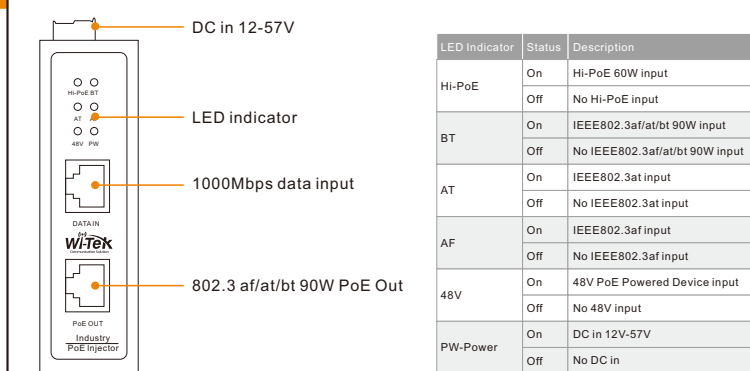 DC in 12-57V
Hi-PoE BT
AT
48V PW
LED indicator
1000Mbps data input
DATA IN
Wi-Tek
Communication Solution
802.3 af/at/bt 90W PoE Out
PoE OUT
Industry
PoE Injector
LED Indicator Status Description
Hi-PoE On Hi-PoE 60W input
Off No Hi-PoE input
BT On IEEE802.3af/at/bt 90W input
Off No IEEE802.3af/at/bt 90W input
AT On IEEE802.3at input
Off No IEEE802.3at input
AF On IEEE802.3af input
Off No IEEE802.3af input
48V On 48V PoE Powered Device input
Off No 48V input
PW-Power On DC in 12V-57V
Off No DC in